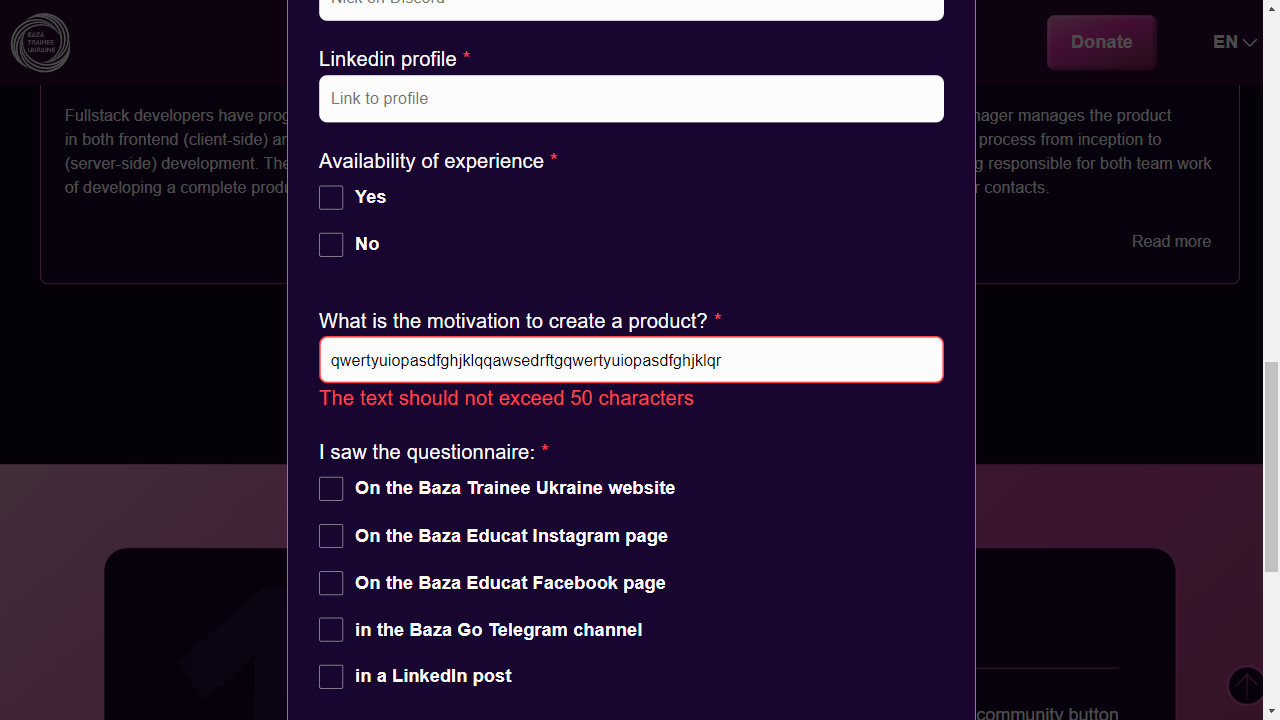 Nick on Discord
BAZA
TRAINEE
UKRAINE
Donate
EN
Linkedin profile *
Link to profile
Fullstack developers have prog
in both frontend (client-side) an
(server-side) development. The
of developing a complete produ
nager manages the product
process from inception to
g responsible for both team work
r contacts.
Read more
Availability of experience *
Yes
No
What is the motivation to create a product? *
qwertyuiopasdfghjklqqawsedrftgqwertyuiopasdfghjklqr
The text should not exceed 50 characters
I saw the questionnaire: *
On the Baza Trainee Ukraine website
On the Baza Educat Instagram page
On the Baza Educat Facebook page
in the Baza Go Telegram channel
in a LinkedIn post
1
community button